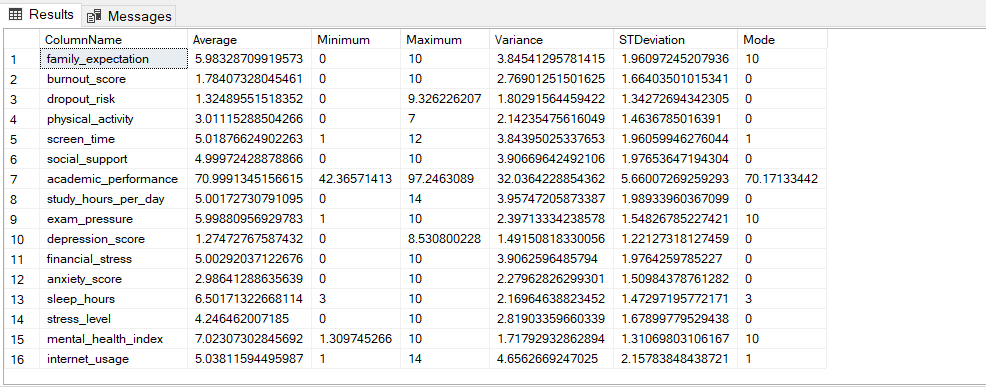 Results Messages
ColumnName Average Minimum Maximum Variance STDeviation Mode
1 family_expectation 5.98328709919573 0 10 3.84541295781415 1.96097245207936 10
2 burnout_score 1.78407328045461 0 10 2.76901251501625 1.66403501015341 0
3 dropout_risk 1.32489551518352 0 9.326226207 1.80291564459422 1.34272694342305 0
4 physical_activity 3.01115288504266 0 7 2.14235475616049 1.4636785016391 0
5 screen_time 5.01876624902263 1 12 3.84395025337653 1.96059946276044 1
6 social_support 4.99972428878866 0 10 3.90669642492106 1.97653647194304 0
7 academic_performance 70.9991345156615 42.36571413 97.2463089 32.0364228854362 5.66007269259293 70.17133442
8 study_hours_per_day 5.00172730791095 0 14 3.95747205873387 1.98933960367099 0
9 exam_pressure 5.99880956929783 1 10 2.39713334238578 1.54826785227421 10
10 depression_score 1.27472767587432 0 8.530800228 1.49150818330056 1.22127318127459 0
11 financial_stress 5.00292037122676 0 10 3.9062596485794 1.9764259785227 0
12 anxiety_score 2.98641288635639 0 10 2.27962826299301 1.50984378761282 0
13 sleep_hours 6.50171322668114 3 10 2.16964638823452 1.47297195772171 3
14 stress_level 4.246462007185 0 10 2.81903359660339 1.67899779529438 0
15 mental_health_index 7.02307302845692 1.309745266 10 1.71792932862894 1.31069803106167 10
16 internet_usage 5.03811594495987 1 14 4.6562669247025 2.15783848438721 1